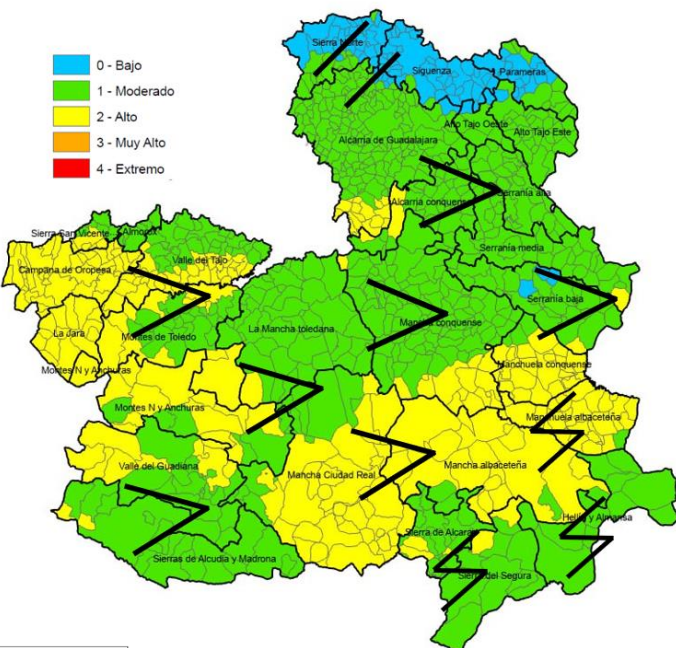 0 - Bajo
1 - Moderado
2 - Alto
3 - Muy Alto
4 - Extremo
Sierra Norte
Siguenza
Parameras
Alto Tajo Oeste
Alto Tajo Este
Alcarria de Guadalajara
Serranía alta
Alcarria conquense
Sierra San Vicente
Almorox
Serranía media
Valle del Tajo
Campana de Oropesa
Serranía baja
La Jara
Montes de Toledo
La Mancha toledana
Mancha conquense
Montes N y Anchuras
Manchuela conquense
Montes N y Anchuras
Manchuela albaceteña
Valle del Guadiana
Mancha Ciudad Real
Mancha albaceteña
Hellín y Almansa
Sierra de Alcaraz
Sierras de Alcudia y Madrona
Sierra del Segura